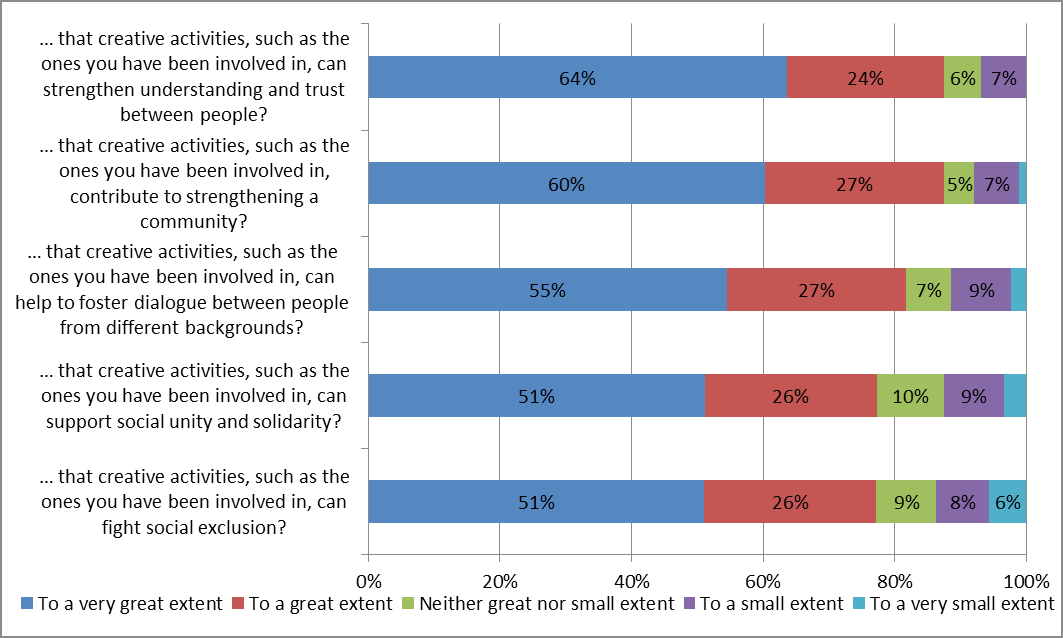 ... that creative activities, such as the
ones you have been involved in, can
strengthen understanding and trust
between people?
64% 24% 6% 7%
... that creative activities, such as the
ones you have been involved in,
contribute to strengthening a
community?
60% 27% 5% 7%
... that creative activities, such as the
ones you have been involved in, can
help to foster dialogue between people
from different backgrounds?
55% 27% 7% 9%
... that creative activities, such as the
ones you have been involved in, can
support social unity and solidarity?
51% 26% 10% 9%
... that creative activities, such as the
ones you have been involved in, can
fight social exclusion?
51% 26% 9% 8% 6%
0% 20% 40% 60% 80% 100%
To a very great extent To a great extent Neither great nor small extent To a small extent To a very small extent